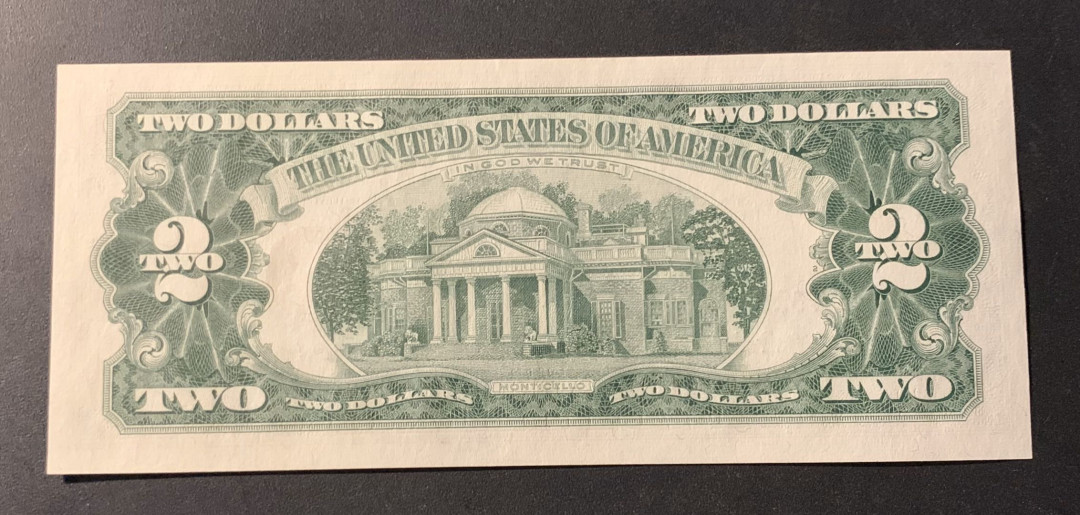 TWO DOLLARS
TWO DOLLARS
THE UNITED STATES OF AMERICA
IN GOD WE TRUST
2
TWO
2
TWO
MONTICELLO
TWO
TWO DOLLARS
TWO DOLLARS
TWO